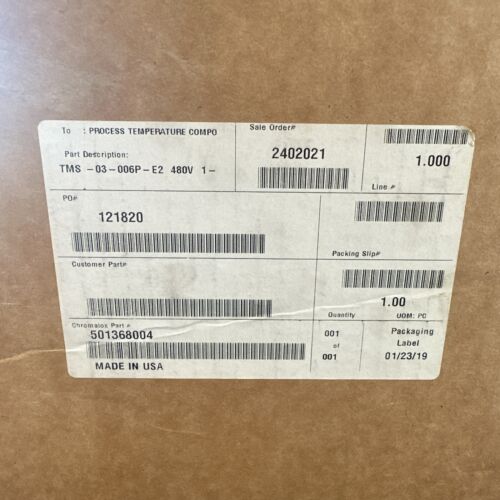 To : PROCESS TEMPERATURE COMPO
Part Description:
TMS -03-006P-E2 480V 1-
Sale Order#
2402021
1.000
Line #
PO#
121820
Packing Slip#
Customer Part#
1.00
Quantity UOM: PC
Chromalox Part #
501368004
MADE IN USA
001
of
001
Packaging
Label
01/23/19